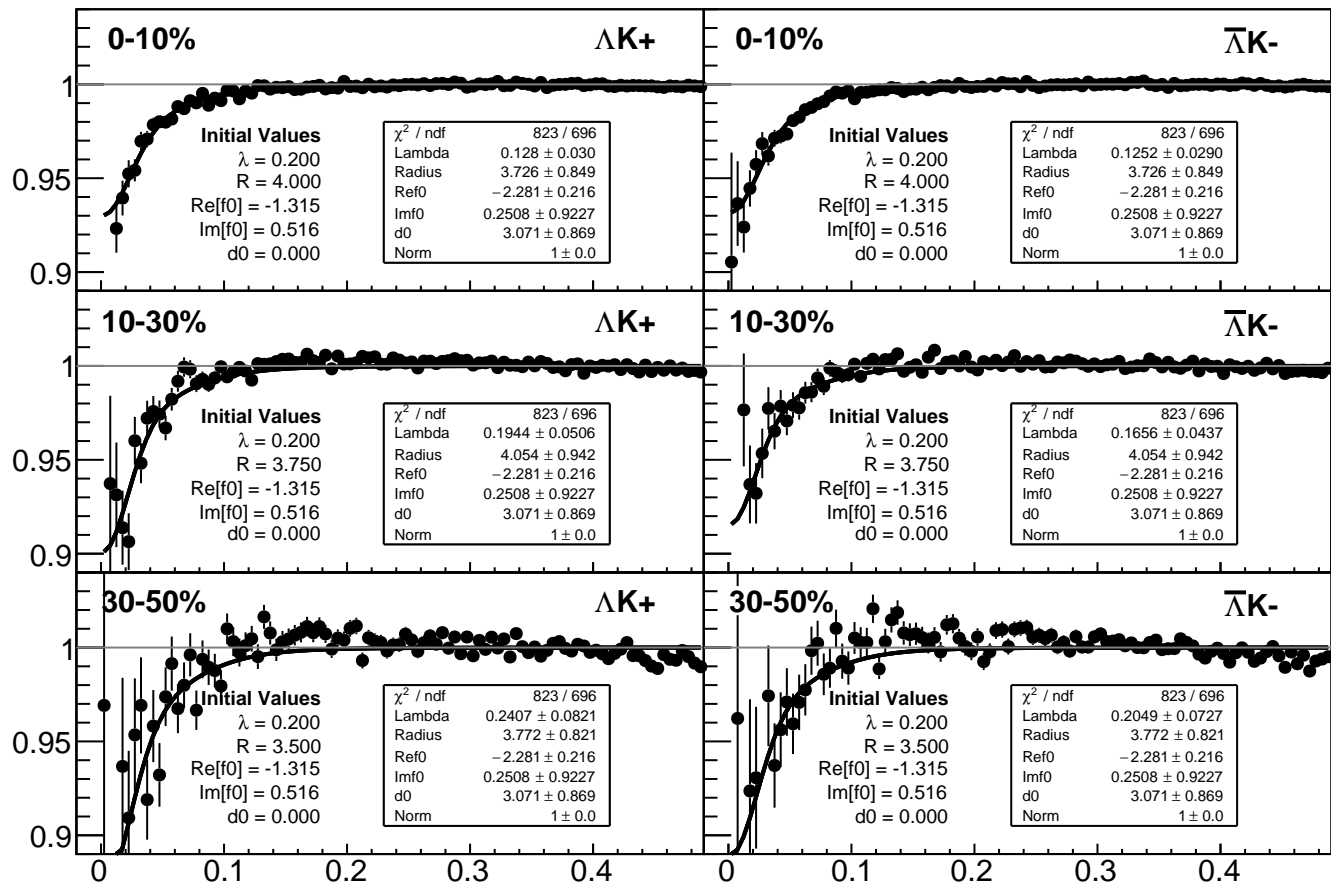 0-10%
ΛK+
1
0.95
0.9
Initial Values
λ = 0.200
R = 4.000
Re[f0] = -1.315
Im[f0] = 0.516
d0 = 0.000
χ² / ndf 823 / 696
Lambda 0.128 ± 0.030
Radius 3.726 ± 0.849
Ref0 −2.281 ± 0.216
Imf0 0.2508 ± 0.9227
d0 3.071 ± 0.869
Norm 1 ± 0.0
0-10%
Λ̅K-
Initial Values
λ = 0.200
R = 4.000
Re[f0] = -1.315
Im[f0] = 0.516
d0 = 0.000
χ² / ndf 823 / 696
Lambda 0.1252 ± 0.0290
Radius 3.726 ± 0.849
Ref0 −2.281 ± 0.216
Imf0 0.2508 ± 0.9227
d0 3.071 ± 0.869
Norm 1 ± 0.0
10-30%
ΛK+
1
0.95
0.9
Initial Values
λ = 0.200
R = 3.750
Re[f0] = -1.315
Im[f0] = 0.516
d0 = 0.000
χ² / ndf 823 / 696
Lambda 0.1944 ± 0.0506
Radius 4.054 ± 0.942
Ref0 −2.281 ± 0.216
Imf0 0.2508 ± 0.9227
d0 3.071 ± 0.869
Norm 1 ± 0.0
10-30%
Λ̅K-
Initial Values
λ = 0.200
R = 3.750
Re[f0] = -1.315
Im[f0] = 0.516
d0 = 0.000
χ² / ndf 823 / 696
Lambda 0.1656 ± 0.0437
Radius 4.054 ± 0.942
Ref0 −2.281 ± 0.216
Imf0 0.2508 ± 0.9227
d0 3.071 ± 0.869
Norm 1 ± 0.0
30-50%
ΛK+
1
0.95
0.9
Initial Values
λ = 0.200
R = 3.500
Re[f0] = -1.315
Im[f0] = 0.516
d0 = 0.000
χ² / ndf 823 / 696
Lambda 0.2407 ± 0.0821
Radius 3.772 ± 0.821
Ref0 −2.281 ± 0.216
Imf0 0.2508 ± 0.9227
d0 3.071 ± 0.869
Norm 1 ± 0.0
30-50%
Λ̅K-
Initial Values
λ = 0.200
R = 3.500
Re[f0] = -1.315
Im[f0] = 0.516
d0 = 0.000
χ² / ndf 823 / 696
Lambda 0.2049 ± 0.0727
Radius 3.772 ± 0.821
Ref0 −2.281 ± 0.216
Imf0 0.2508 ± 0.9227
d0 3.071 ± 0.869
Norm 1 ± 0.0
0 0.1 0.2 0.3 0.4
0 0.1 0.2 0.3 0.4